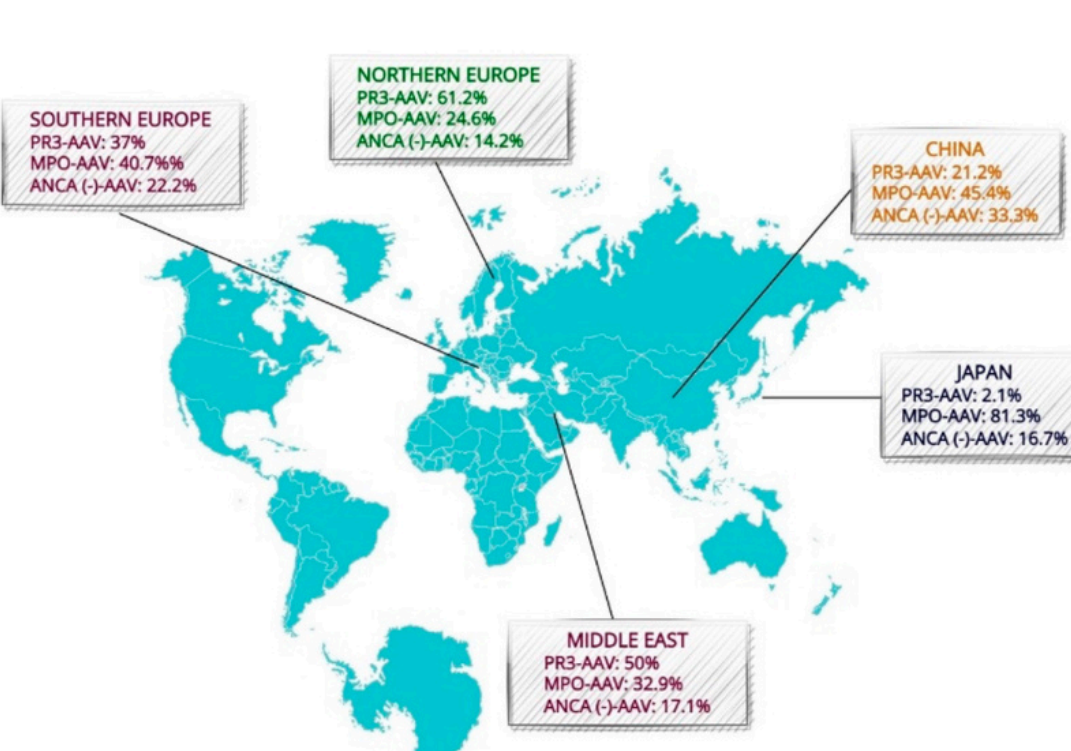 NORTHERN EUROPE
PR3-AAV: 61.2%
MPO-AAV: 24.6%
ANCA (-)-AAV: 14.2%
SOUTHERN EUROPE
PR3-AAV: 37%
MPO-AAV: 40.7%%
ANCA (-)-AAV: 22.2%
CHINA
PR3-AAV: 21.2%
MPO-AAV: 45.4%
ANCA (-)-AAV: 33.3%
JAPAN
PR3-AAV: 2.1%
MPO-AAV: 81.3%
ANCA (-)-AAV: 16.7%
MIDDLE EAST
PR3-AAV: 50%
MPO-AAV: 32.9%
ANCA (-)-AAV: 17.1%